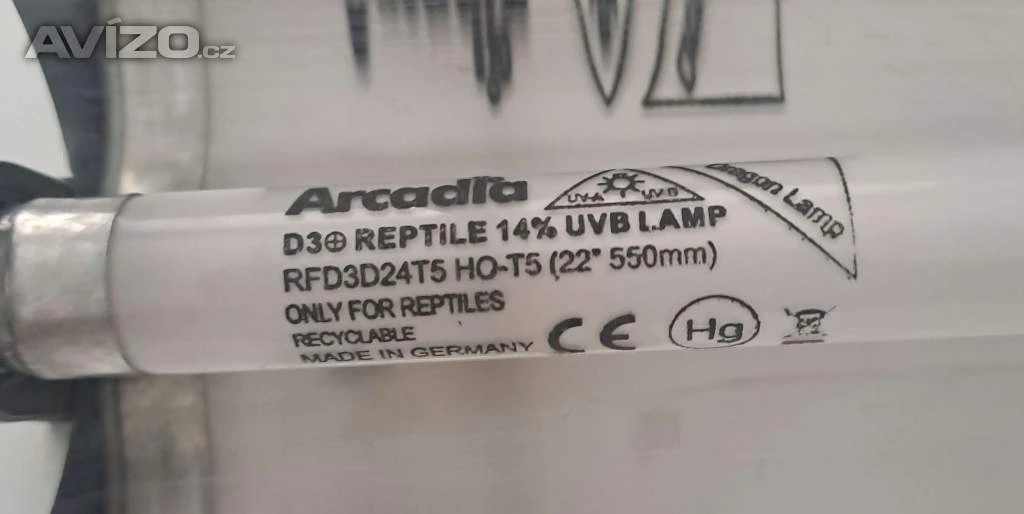 AVÍZO.cz
Arcadia
UV-A UV-B
Dragon Lamp
D3⊕ REPTILE 14% UVB LAMP
RFD3D24T5 HO-T5 (22" 550mm)
ONLY FOR REPTILES
RECYCLABLE
MADE IN GERMANY CE Hg